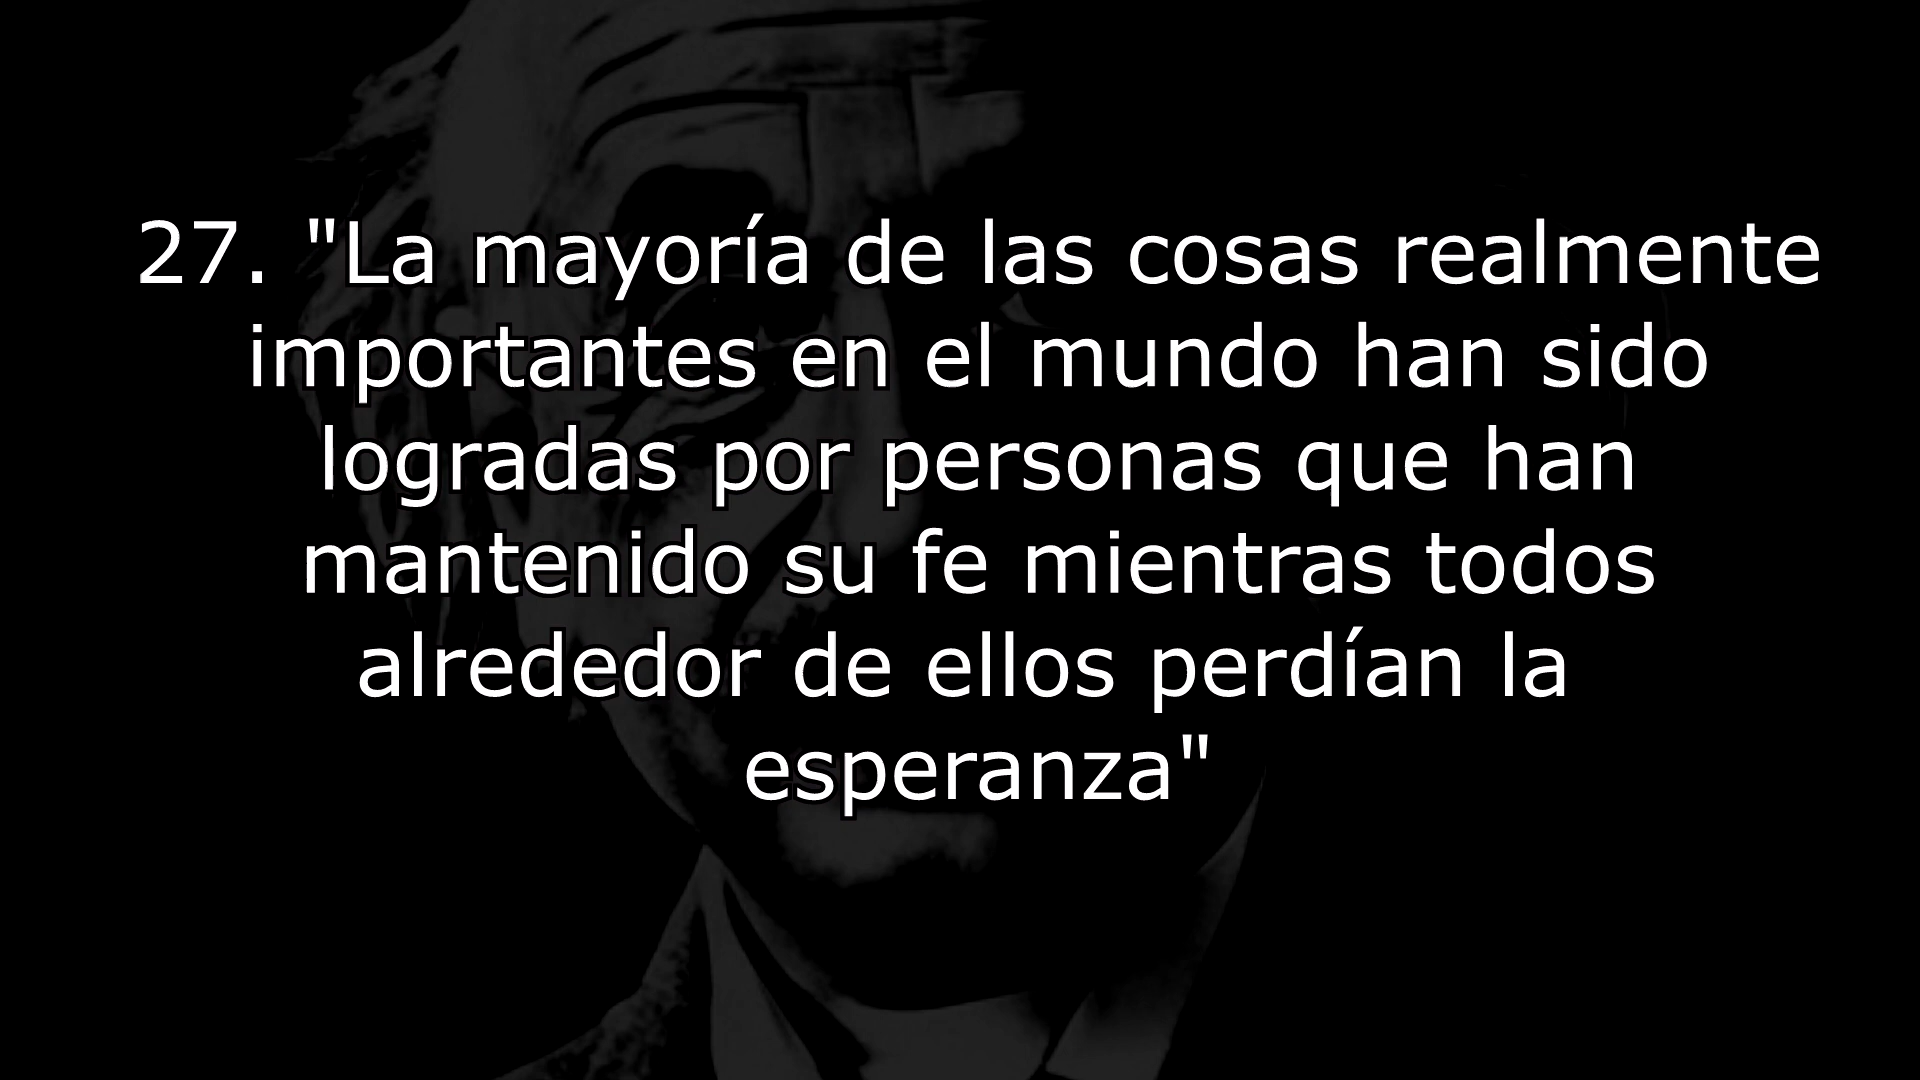 27. "La mayoría de las cosas realmente
importantes en el mundo han sido
logradas por personas que han
mantenido su fe mientras todos
alrededor de ellos perdían la
esperanza"